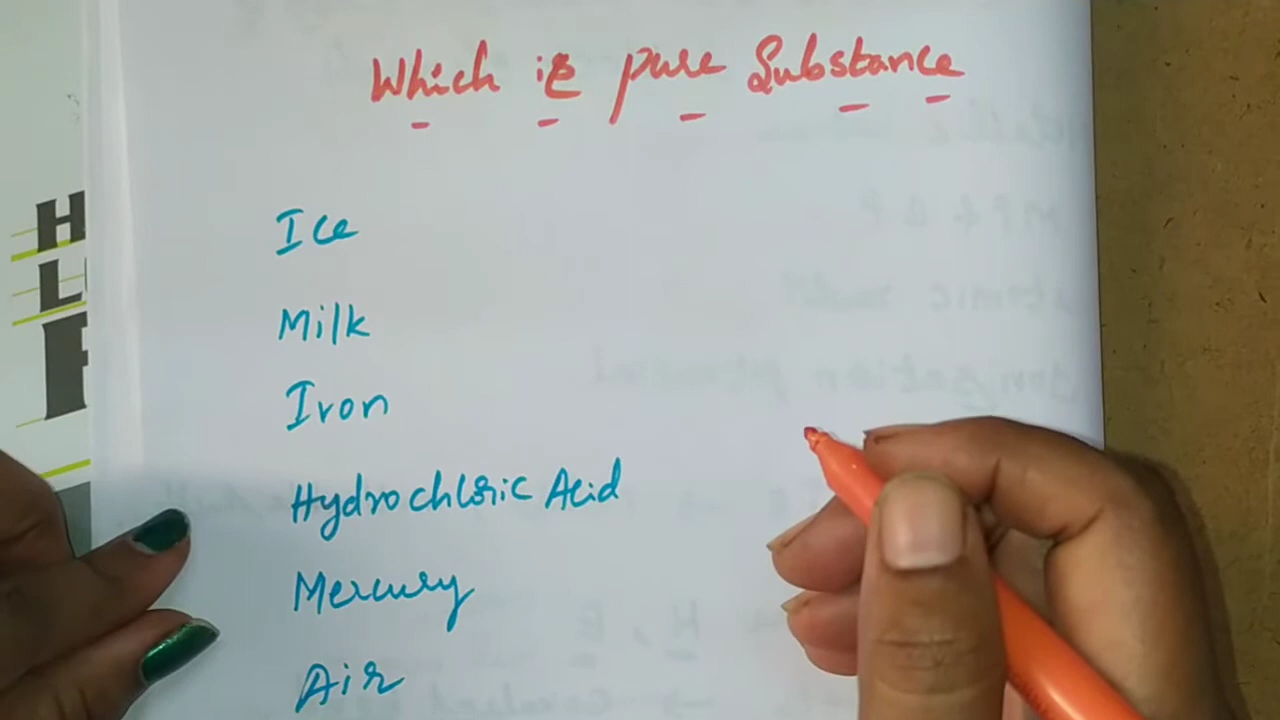 Which is pure Substance
Ice
Milk
Iron
Hydrochloric Acid
Mercury
Air